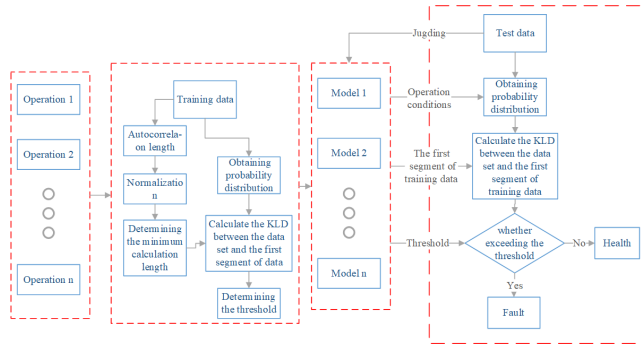 Operation 1
Operation 2
Operation n
Training data
Autocorrela-
on length
Normalizatio
n
Determining
the minimum
calculation
length
Obtaining
probability
distribution
Calculate the KLD
between the data
set and the first
segment of data
Determining
the threshold
Model 1
Model 2
Model n
Jugding
Operation
conditions
The first
segment of
training data
Threshold
Test data
Obtaining
probability
distribution
Calculate the KLD
between the data
set and the first
segment of
training data
whether
exceeding the
threshold
No
Health
Yes
Fault